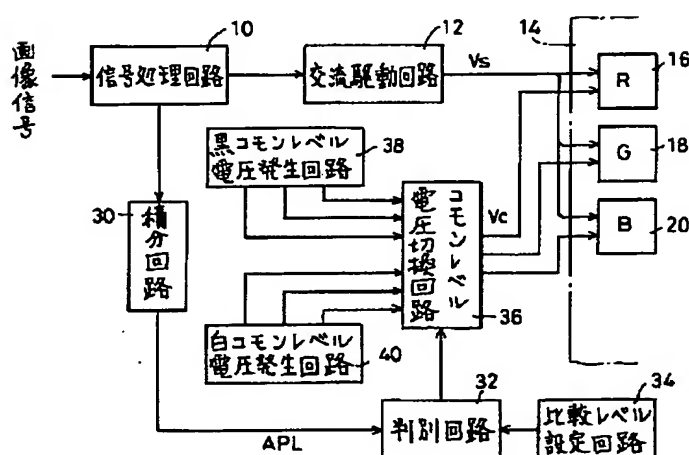 10
12
14
画像信号
信号処理回路
交流駆動回路
Vs
R
16
黒コモンレベル
電圧発生回路
38
G
18
30
積分回路
コモンレベル
電圧切換回路
Vc
B
20
36
白コモンレベル
電圧発生回路
40
32
34
APL
判別回路
比較レベル
設定回路